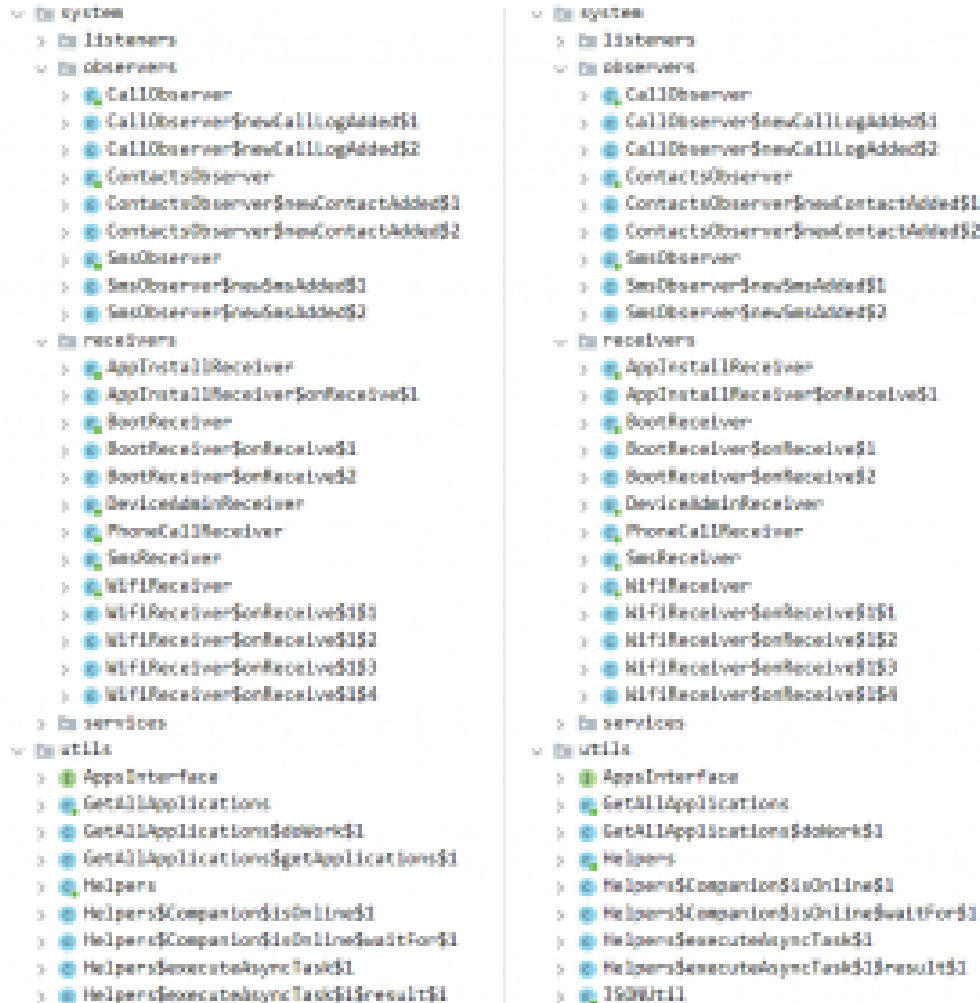 system
listeners
observers
CallObserver
CallObserver$newCallLogAdded$1
CallObserver$newCallLogAdded$2
ContactsObserver
ContactsObserver$newContactAdded$1
ContactsObserver$newContactAdded$2
SmsObserver
SmsObserver$newSmsAdded$1
SmsObserver$newSmsAdded$2
receivers
AppInstallReceiver
AppInstallReceiver$onReceive$1
BootReceiver
BootReceiver$onReceive$1
BootReceiver$onReceive$2
DeviceAdminReceiver
PhoneCallReceiver
SmsReceiver
WifiReceiver
WifiReceiver$onReceive$1$1
WifiReceiver$onReceive$1$2
WifiReceiver$onReceive$1$3
WifiReceiver$onReceive$1$4
services
utils
AppsInterface
GetAllApplications
GetAllApplications$doWork$1
GetAllApplications$getApplications$1
Helpers
Helpers$Companion$isOnline$1
Helpers$Companion$isOnline$waitFor$1
Helpers$executeAsyncTask$1
Helpers$executeAsyncTask$1$result$1
system
listeners
observers
CallObserver
CallObserver$newCallLogAdded$1
CallObserver$newCallLogAdded$2
ContactsObserver
ContactsObserver$newContactAdded$1
ContactsObserver$newContactAdded$2
SmsObserver
SmsObserver$newSmsAdded$1
SmsObserver$newSmsAdded$2
receivers
AppInstallReceiver
AppInstallReceiver$onReceive$1
BootReceiver
BootReceiver$onReceive$1
BootReceiver$onReceive$2
DeviceAdminReceiver
PhoneCallReceiver
SmsReceiver
WifiReceiver
WifiReceiver$onReceive$1$1
WifiReceiver$onReceive$1$2
WifiReceiver$onReceive$1$3
WifiReceiver$onReceive$1$4
services
utils
AppsInterface
GetAllApplications
GetAllApplications$doWork$1
Helpers
Helpers$Companion$isOnline$1
Helpers$Companion$isOnline$waitFor$1
Helpers$executeAsyncTask$1
Helpers$executeAsyncTask$1$result$1
JSONUtil